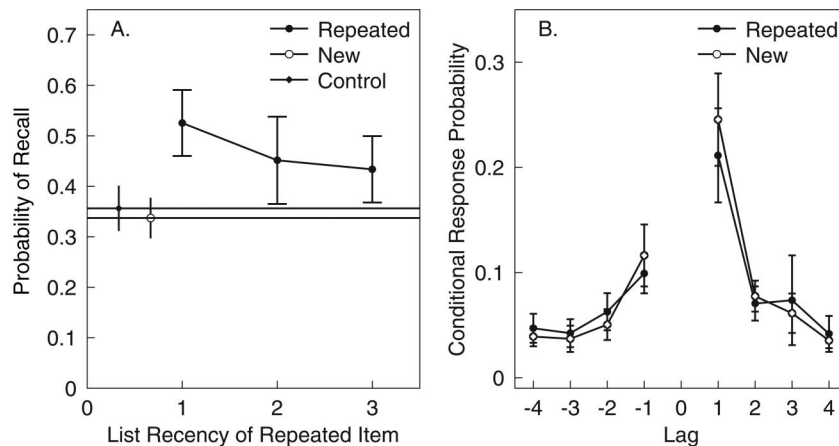 A.
Repeated
New
Control
Probability of Recall
0.7
0.6
0.5
0.4
0.3
0.2
0.1
0
0 1 2 3
List Recency of Repeated Item
B.
Repeated
New
Conditional Response Probability
0.3
0.2
0.1
0
-4 -3 -2 -1 0 1 2 3 4
Lag